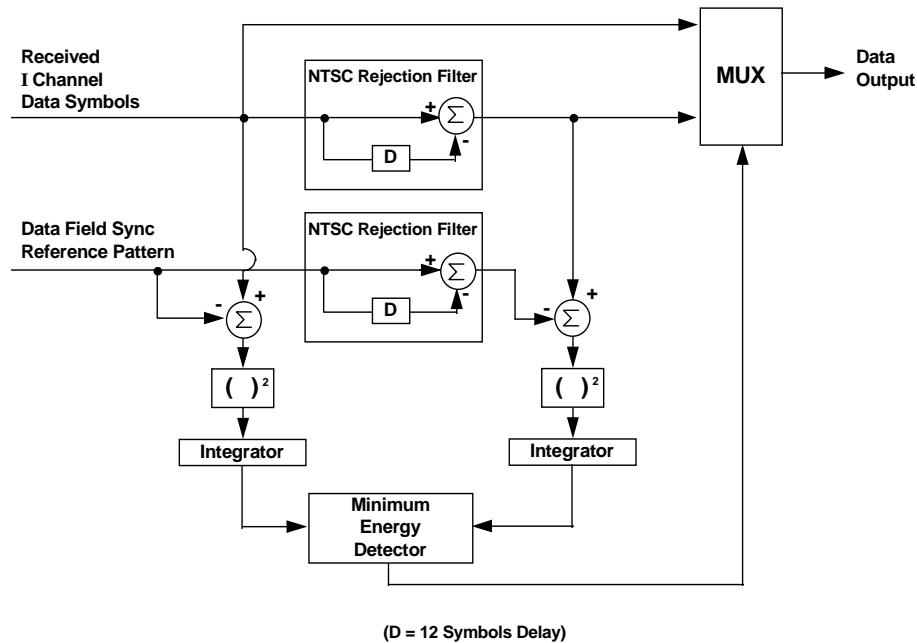 Received
I Channel
Data Symbols
NTSC Rejection Filter
+
Σ
-
D
MUX
Data
Output
Data Field Sync
Reference Pattern
NTSC Rejection Filter
+
Σ
-
D
-
+
Σ
-
+
Σ
( )²
( )²
Integrator
Integrator
Minimum
Energy
Detector
(D = 12 Symbols Delay)